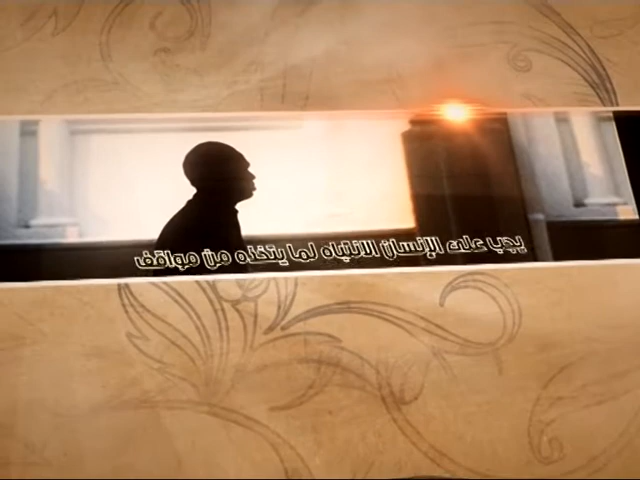 يجب على الإنسان الانتباه لما يتخذه من مواقف